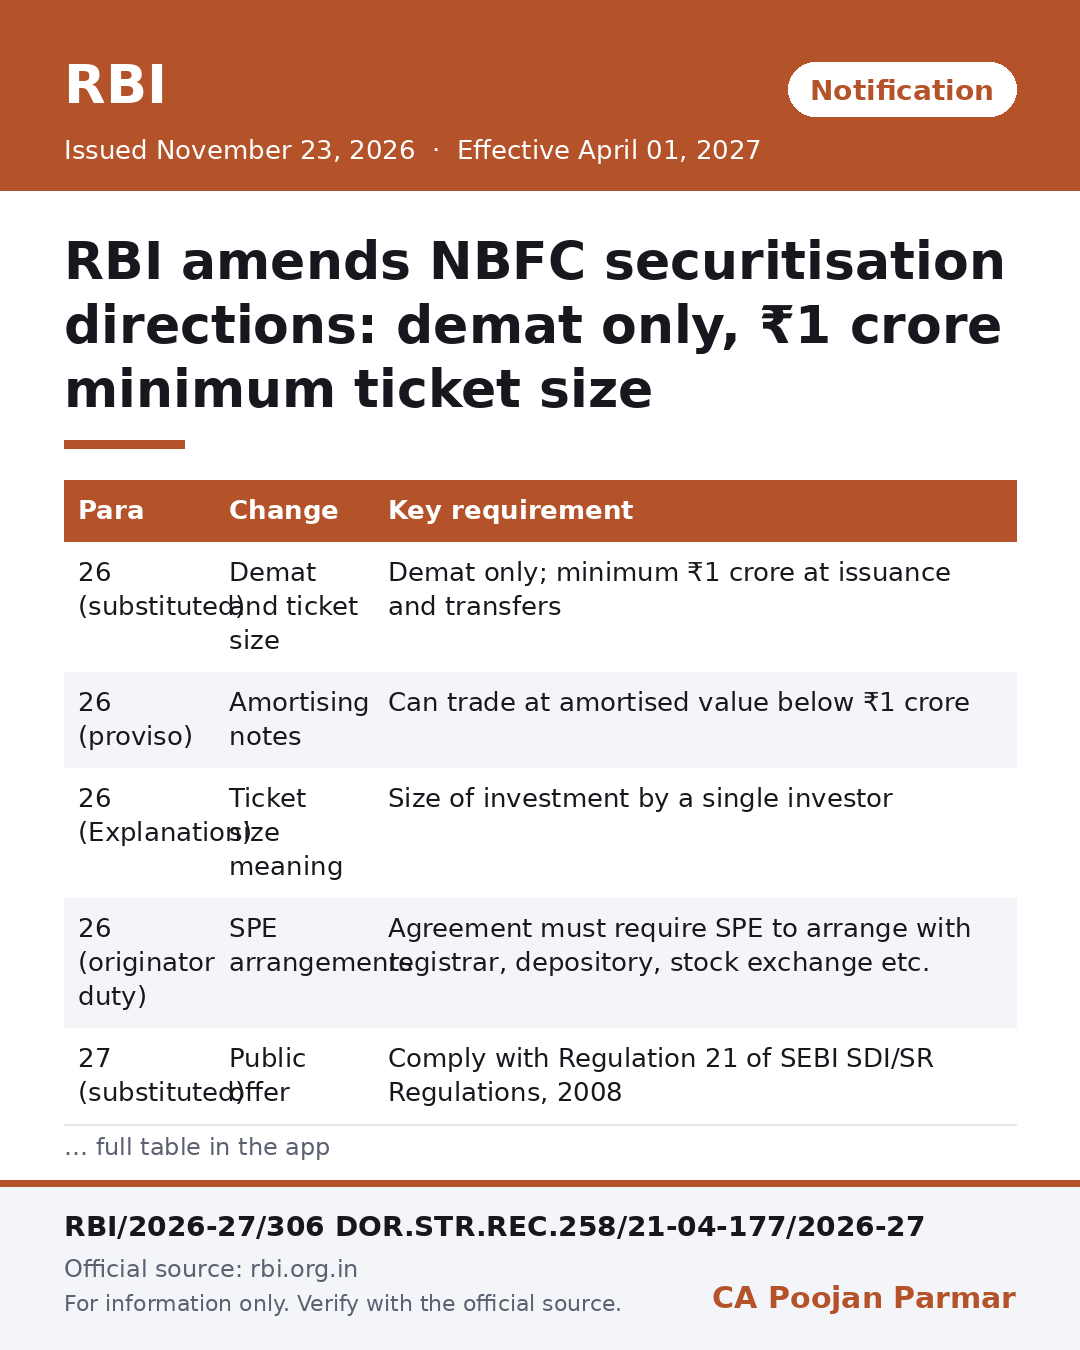 RBI
Notification
Issued November 23, 2026 · Effective April 01, 2027
RBI amends NBFC securitisation
directions: demat only, ₹1 crore
minimum ticket size
Para Change Key requirement
26 Demat Demat only; minimum ₹1 crore at issuance
(substituted) and ticket and transfers
size
26 Amortising Can trade at amortised value below ₹1 crore
(proviso) notes
26 Ticket Size of investment by a single investor
(Explanation) size
meaning
26 SPE Agreement must require SPE to arrange with
(originator arrangements registrar, depository, stock exchange etc.
duty)
27 Public Comply with Regulation 21 of SEBI SDI/SR
(substituted) offer Regulations, 2008
... full table in the app
RBI/2026-27/306 DOR.STR.REC.258/21-04-177/2026-27
Official source: rbi.org.in
For information only. Verify with the official source.
CA Poojan Parmar